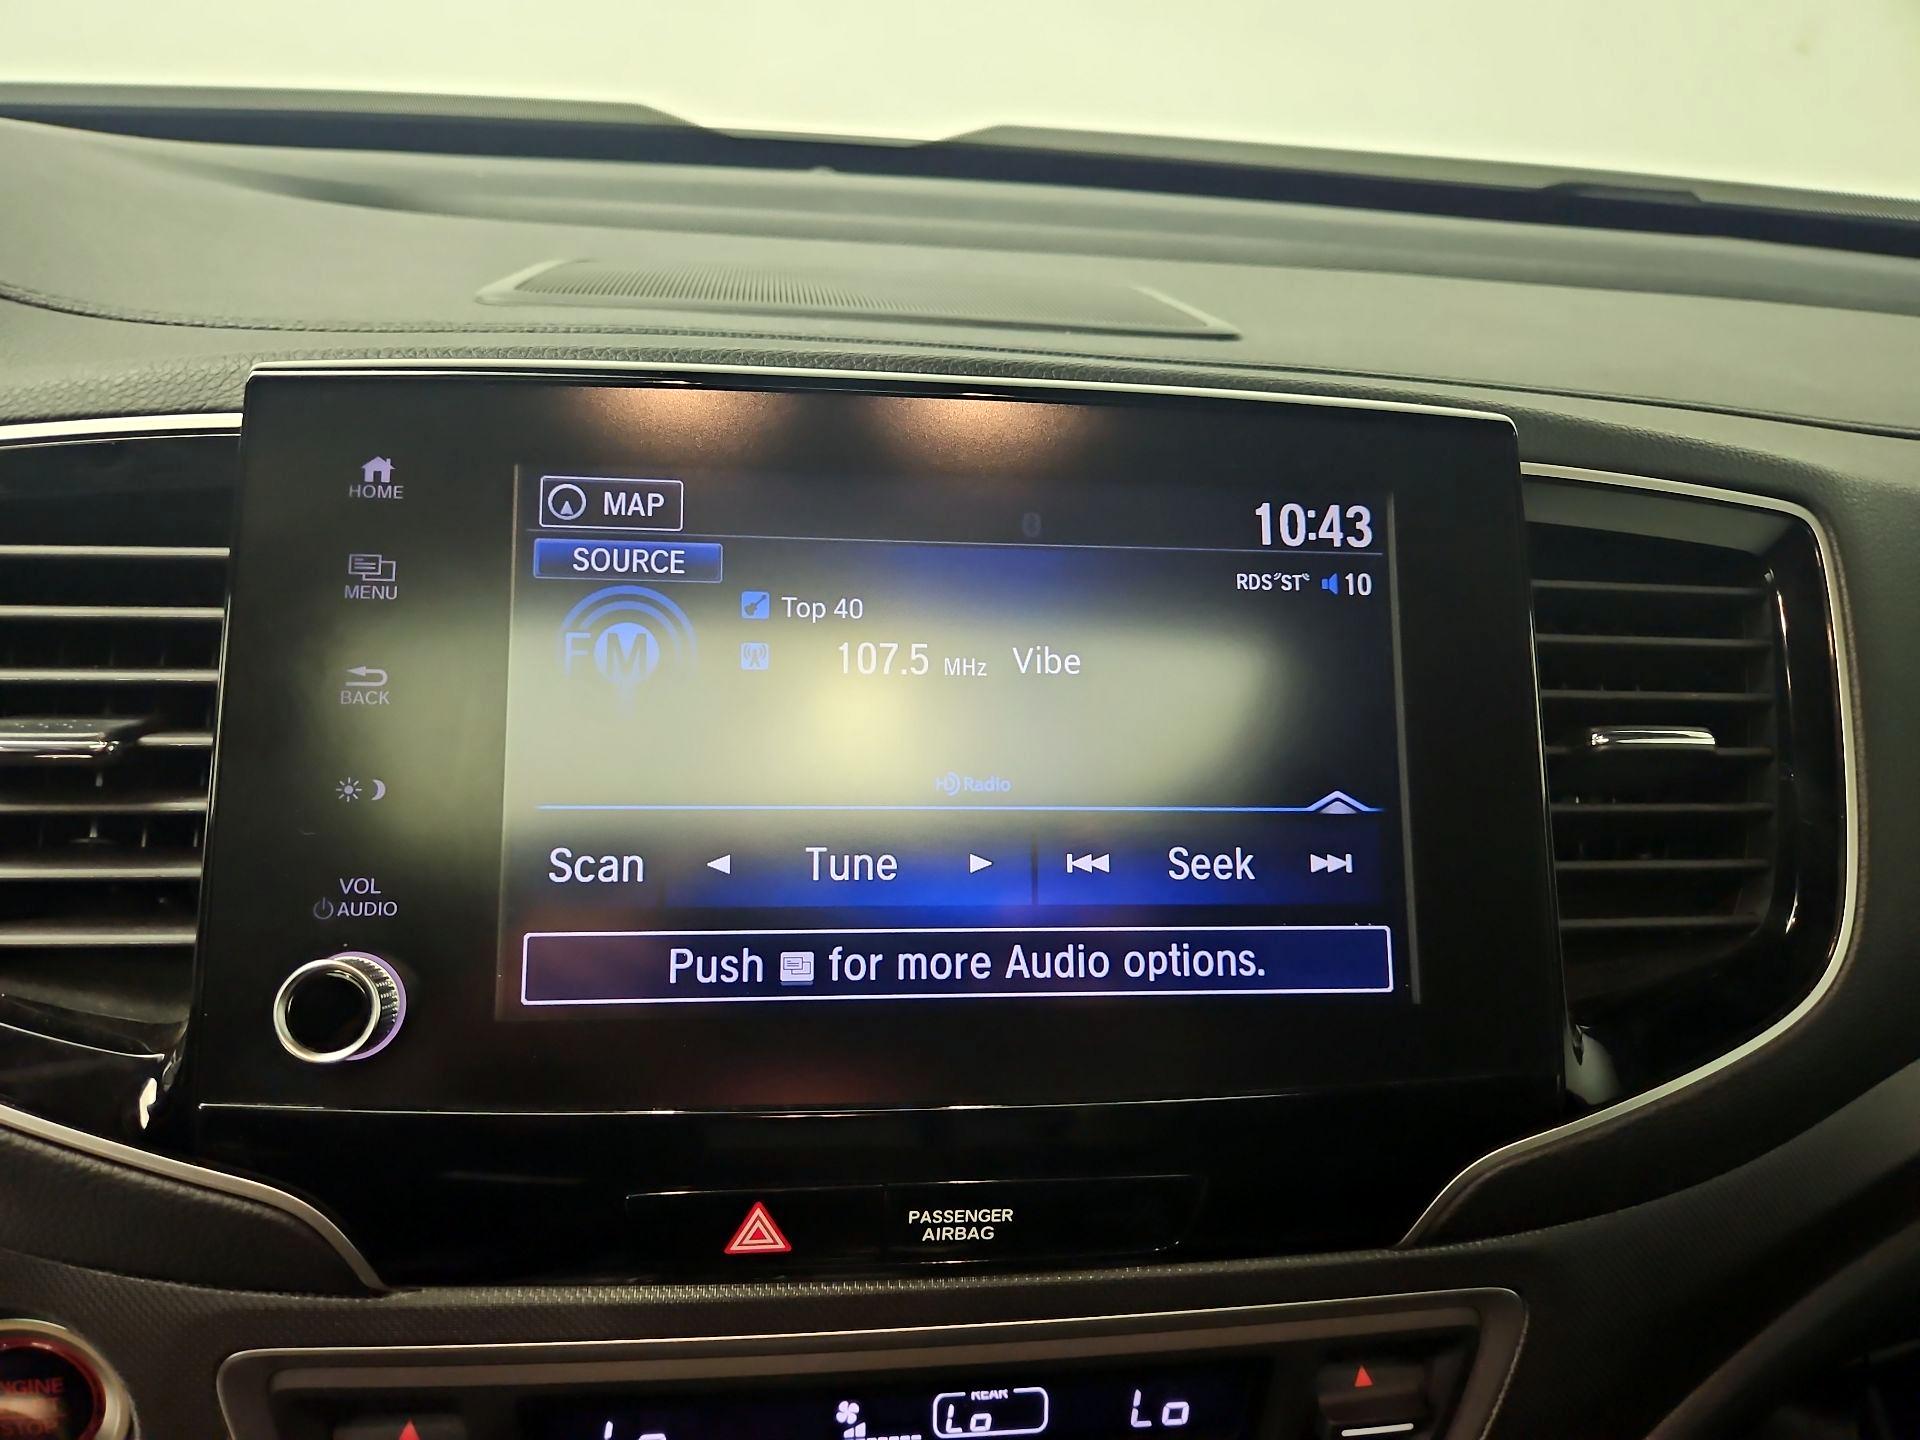 HOME
MENU
BACK
VOL
AUDIO
MAP
10:43
SOURCE
RDS ST 10
FM
Top 40
107.5 MHz Vibe
HD Radio
Scan Tune Seek
Push for more Audio options.
PASSENGER
AIRBAG
REAR
Lo
Lo
Lo